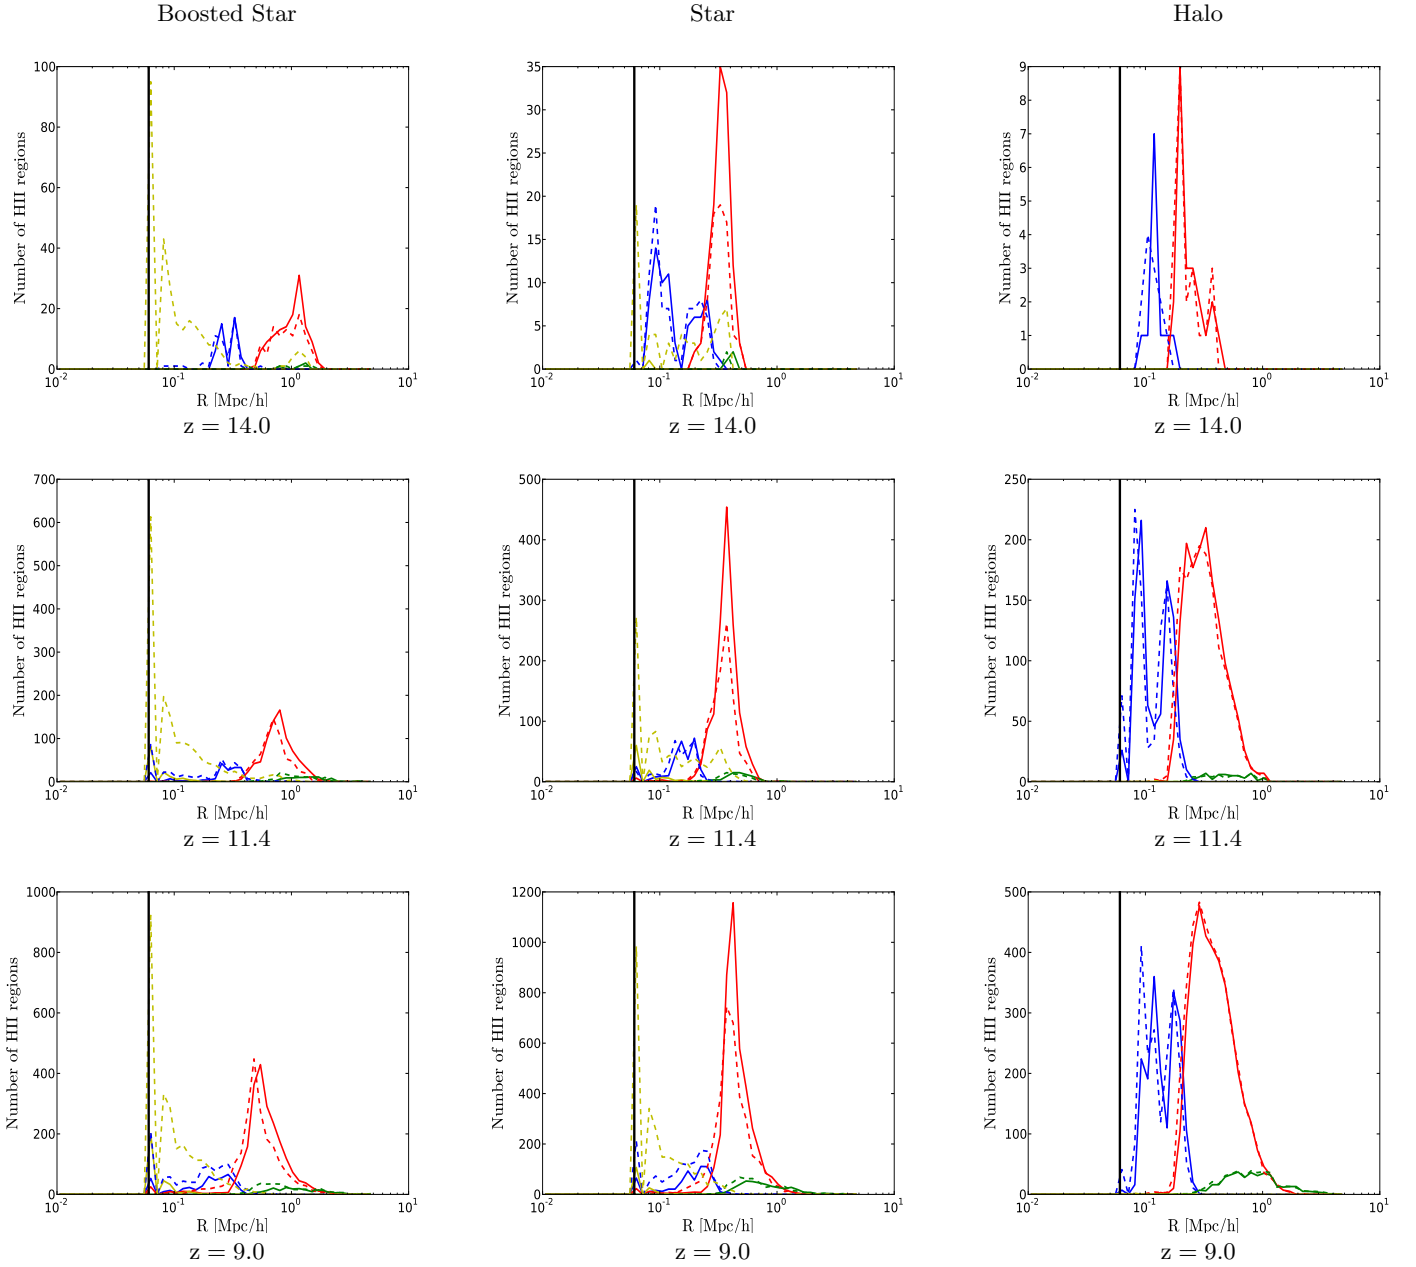 Boosted Star Star Halo
100
80
60
40
20
0
Number of HII regions
10^-2 10^-1 10^0 10^1
R [Mpc/h]
z = 14.0
35
30
25
20
15
10
5
0
Number of HII regions
10^-2 10^-1 10^0 10^1
R [Mpc/h]
z = 14.0
9
8
7
6
5
4
3
2
1
0
Number of HII regions
10^-2 10^-1 10^0 10^1
R [Mpc/h]
z = 14.0
700
600
500
400
300
200
100
0
Number of HII regions
10^-2 10^-1 10^0 10^1
R [Mpc/h]
z = 11.4
500
400
300
200
100
0
Number of HII regions
10^-2 10^-1 10^0 10^1
R [Mpc/h]
z = 11.4
250
200
150
100
50
0
Number of HII regions
10^-2 10^-1 10^0 10^1
R [Mpc/h]
z = 11.4
1000
800
600
400
200
0
Number of HII regions
10^-2 10^-1 10^0 10^1
R [Mpc/h]
z = 9.0
1200
1000
800
600
400
200
0
Number of HII regions
10^-2 10^-1 10^0 10^1
R [Mpc/h]
z = 9.0
500
400
300
200
100
0
Number of HII regions
10^-2 10^-1 10^0 10^1
R [Mpc/h]
z = 9.0